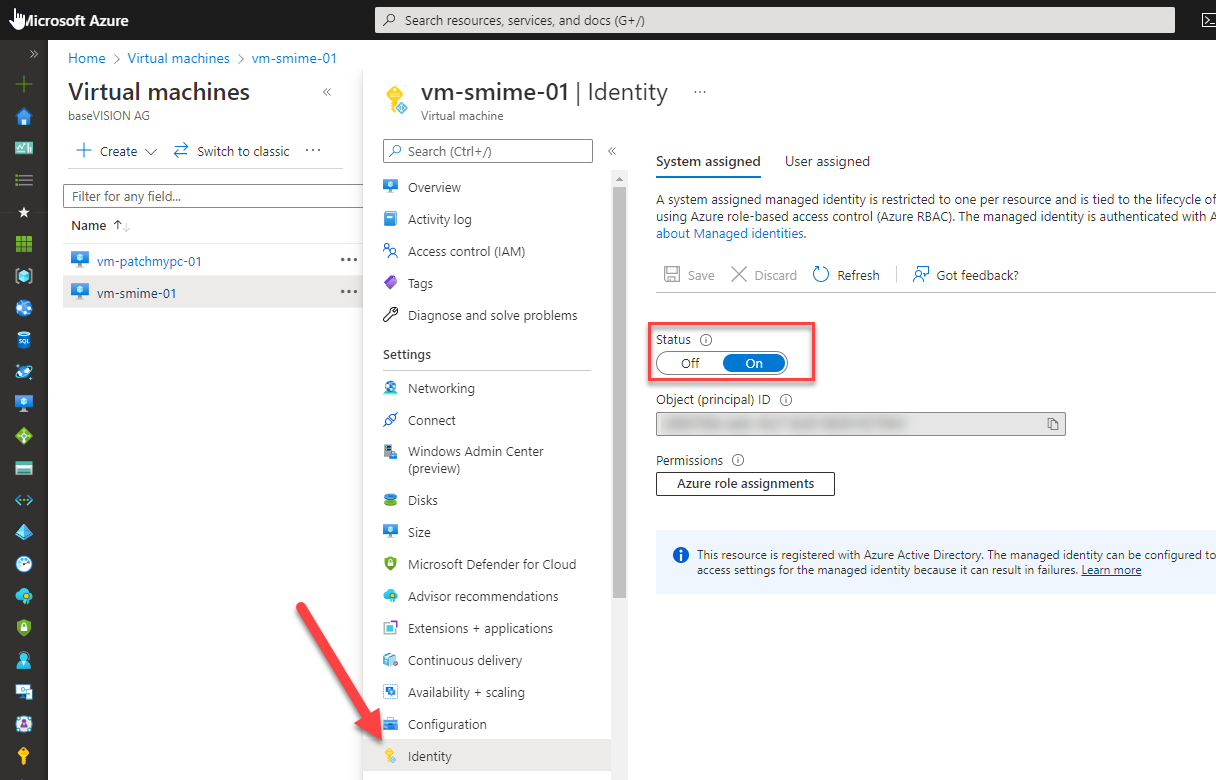 Microsoft Azure
Search resources, services, and docs (G+/)
Home > Virtual machines > vm-smime-01
Virtual machines
baseVISION AG
Create
Switch to classic
Filter for any field...
Name
vm-patchmypc-01
vm-smime-01
vm-smime-01 | Identity
Virtual machine
Search (Ctrl+/)
Overview
Activity log
Access control (IAM)
Tags
Diagnose and solve problems
Settings
Networking
Connect
Windows Admin Center
(preview)
Disks
Size
Microsoft Defender for Cloud
Advisor recommendations
Extensions + applications
Continuous delivery
Availability + scaling
Configuration
Identity
System assigned
User assigned
A system assigned managed identity is restricted to one per resource and is tied to the lifecycle of
using Azure role-based access control (Azure RBAC). The managed identity is authenticated with A
about Managed identities.
Save
Discard
Refresh
Got feedback?
Status
Off
On
Object (principal) ID
Permissions
Azure role assignments
This resource is registered with Azure Active Directory. The managed identity can be configured to
access settings for the managed identity because it can result in failures. Learn more
SQL